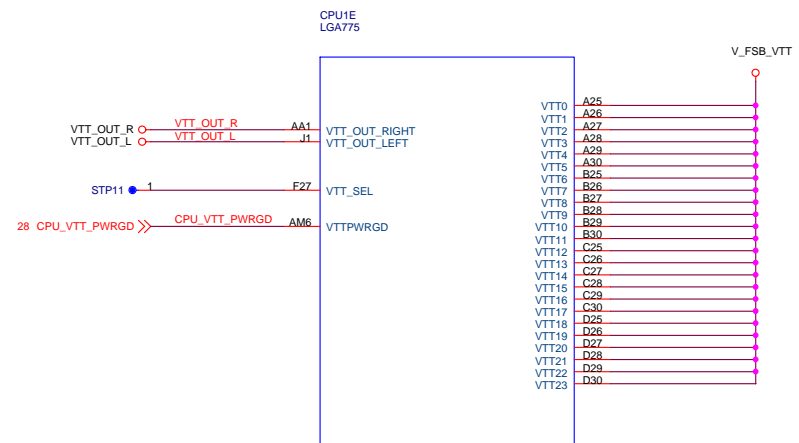 CPU1E
LGA775
V_FSB_VTT
VTT_OUT_R VTT_OUT_R AA1 VTT_OUT_RIGHT
VTT_OUT_L VTT_OUT_L J1 VTT_OUT_LEFT
STP11 1 F27 VTT_SEL
28 CPU_VTT_PWRGD CPU_VTT_PWRGD AM6 VTTPWRGD
VTT0 A25
VTT1 A26
VTT2 A27
VTT3 A28
VTT4 A29
VTT5 A30
VTT6 B25
VTT7 B26
VTT8 B27
VTT9 B28
VTT10 B29
VTT11 B30
VTT12 C25
VTT13 C26
VTT14 C27
VTT15 C28
VTT16 C29
VTT17 C30
VTT18 D25
VTT19 D26
VTT20 D27
VTT21 D28
VTT22 D29
VTT23 D30